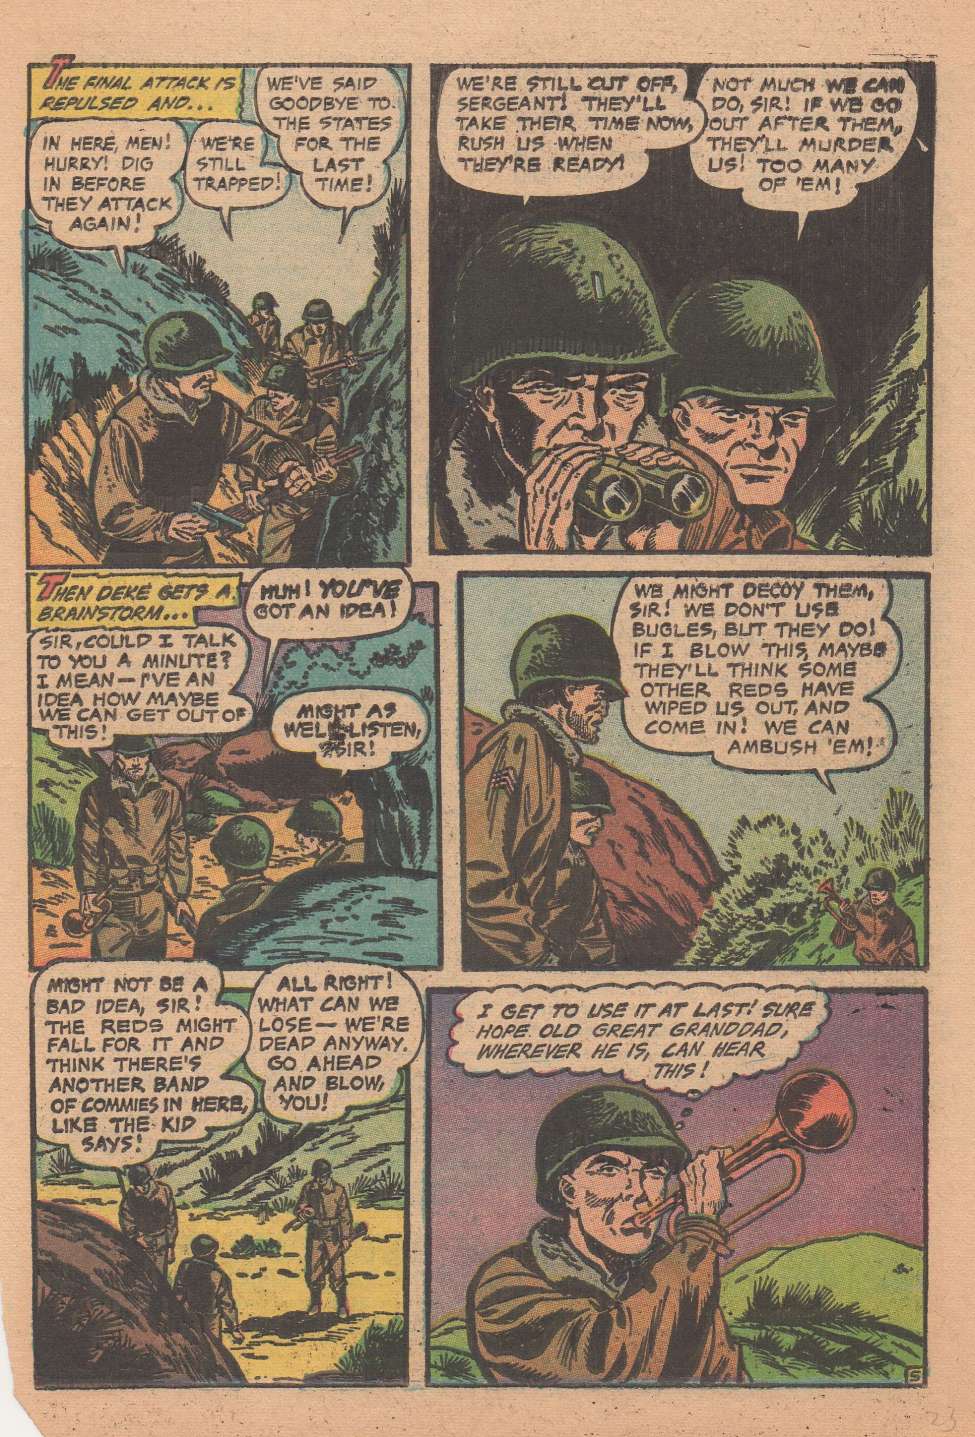 THE FINAL ATTACK IS
REPULSED AND...
IN HERE, MEN!
HURRY! DIG
IN BEFORE
THEY ATTACK
AGAIN!
WE'RE
STILL
TRAPPED!
WE'VE SAID
GOODBYE TO
THE STATES
FOR THE
LAST
TIME!
WE'RE STILL CUT OFF,
SERGEANT! THEY'LL
TAKE THEIR TIME NOW,
RUSH US WHEN
THEY'RE READY!
NOT MUCH WE CAN
DO, SIR! IF WE GO
OUT AFTER THEM,
THEY'LL MURDER
US! TOO MANY
OF 'EM!
THEN DEKE GETS A
BRAINSTORM...
SIR, COULD I TALK
TO YOU A MINUTE?
I MEAN—I'VE AN
IDEA HOW MAYBE
WE CAN GET OUT OF
THIS!
HUH! YOU'VE
GOT AN IDEA!
MIGHT AS
WELL LISTEN,
SIR!
WE MIGHT DECOY THEM,
SIR! WE DON'T USE
BUGLES, BUT THEY DO!
IF I BLOW THIS, MAYBE
THEY'LL THINK SOME
OTHER REDS HAVE
WIPED US OUT, AND
COME IN! WE CAN
AMBUSH 'EM!
MIGHT NOT BE A
BAD IDEA, SIR!
THE REDS MIGHT
FALL FOR IT AND
THINK THERE'S
ANOTHER BAND
OF COMMIES IN HERE,
LIKE THE KID
SAYS!
ALL RIGHT!
WHAT CAN WE
LOSE—WE'RE
DEAD ANYWAY.
GO AHEAD
AND BLOW,
YOU!
I GET TO USE IT AT LAST! SURE
HOPE OLD GREAT GRANDDAD,
WHEREVER HE IS, CAN HEAR
THIS!
5
23